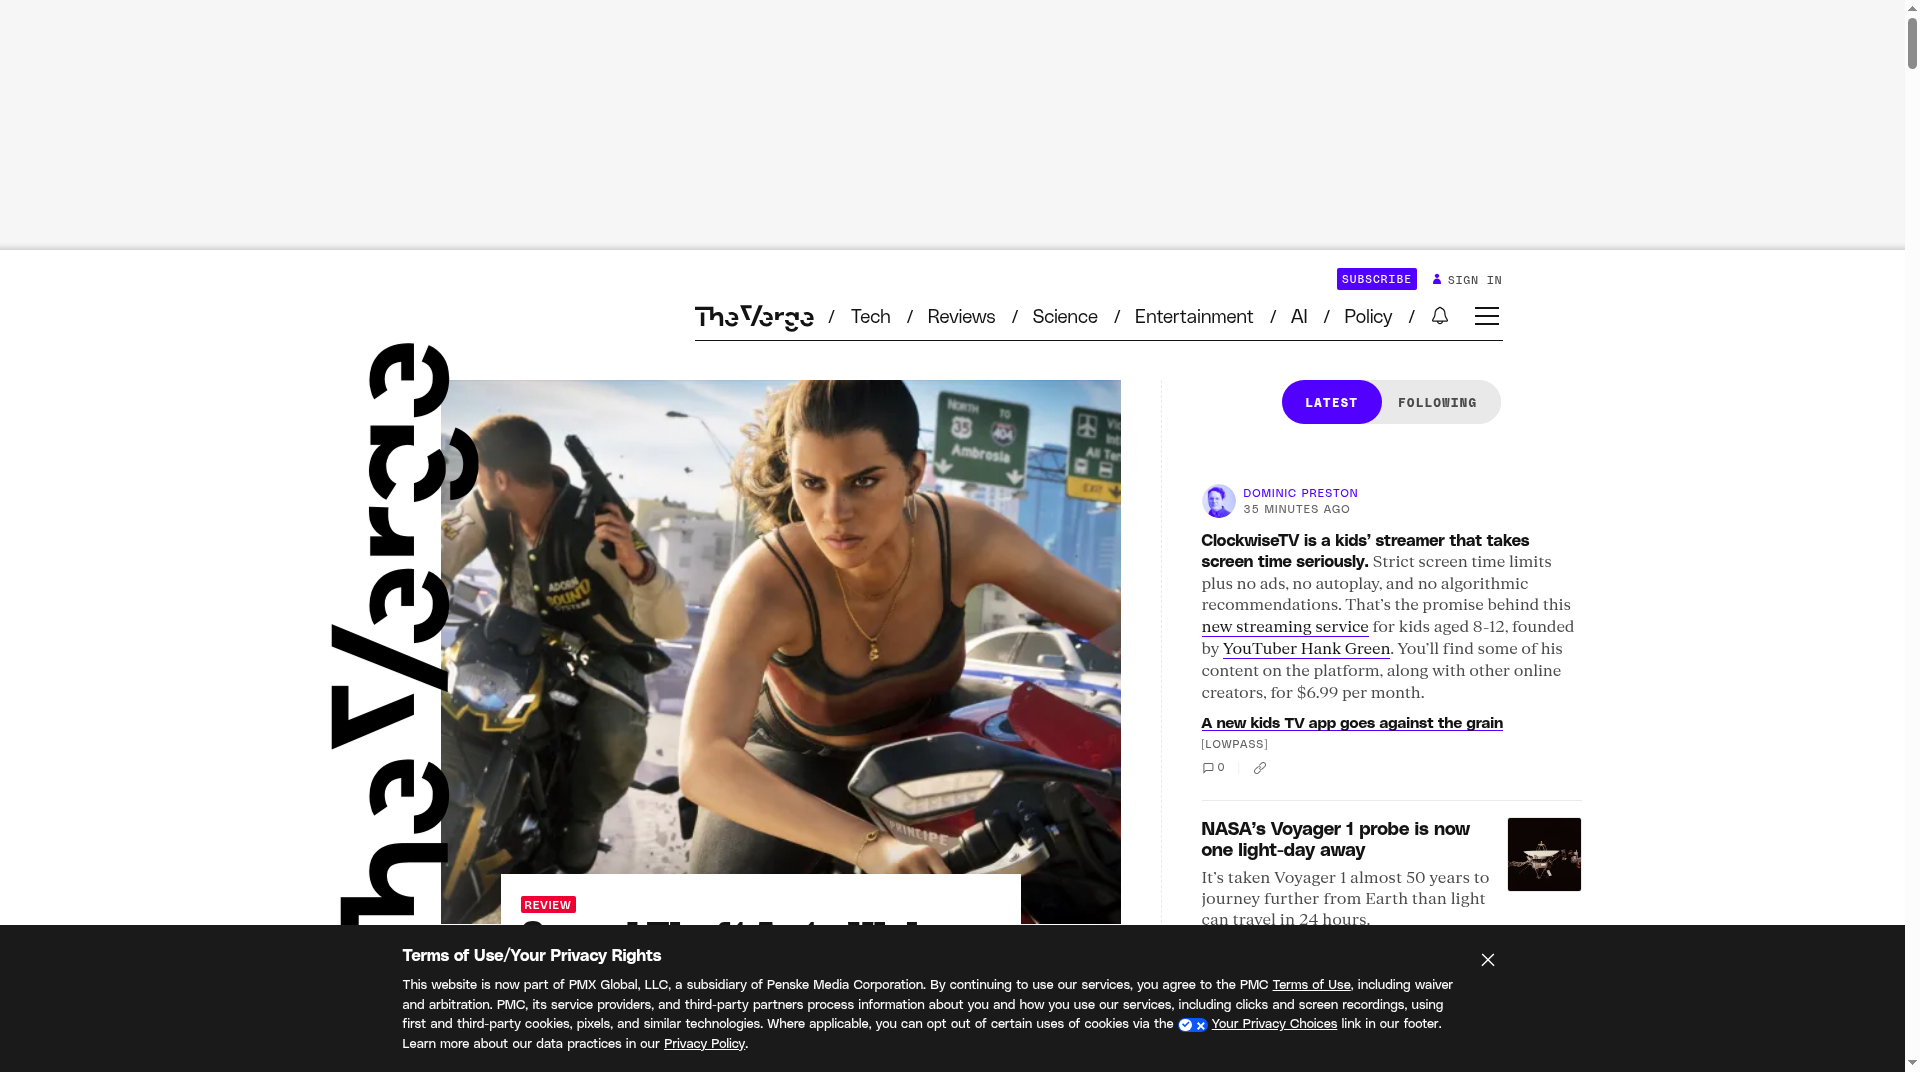 SUBSCRIBE SIGN IN
The Verge / Tech / Reviews / Science / Entertainment / AI / Policy /
The Verge
NORTH TO
35 404
Ambrosia
EXIT
ADORN
BOUND
SYSTEM
PRINCIPE
REVIEW
LATEST FOLLOWING
DOMINIC PRESTON
35 MINUTES AGO
ClockwiseTV is a kids’ streamer that takes
screen time seriously. Strict screen time limits
plus no ads, no autoplay, and no algorithmic
recommendations. That’s the promise behind this
new streaming service for kids aged 8-12, founded
by YouTuber Hank Green. You’ll find some of his
content on the platform, along with other online
creators, for $6.99 per month.
A new kids TV app goes against the grain
[LOWPASS]
0
NASA’s Voyager 1 probe is now
one light-day away
It’s taken Voyager 1 almost 50 years to
journey further from Earth than light
can travel in 24 hours.
Terms of Use/Your Privacy Rights
This website is now part of PMX Global, LLC, a subsidiary of Penske Media Corporation. By continuing to use our services, you agree to the PMC Terms of Use, including waiver
and arbitration. PMC, its service providers, and third-party partners process information about you and how you use our services, including clicks and screen recordings, using
first and third-party cookies, pixels, and similar technologies. Where applicable, you can opt out of certain uses of cookies via the Your Privacy Choices link in our footer.
Learn more about our data practices in our Privacy Policy.